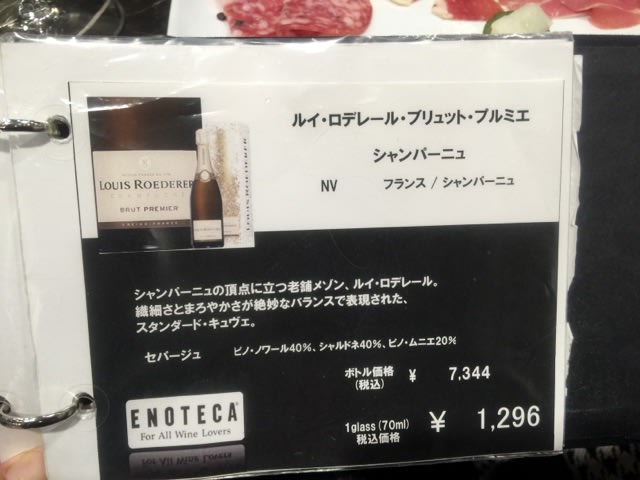 ルイ・ロデレール・ブリュット・プルミエ
シャンパーニュ
NV フランス / シャンパーニュ
LOUIS ROEDERER
CHAMPAGNE
BRUT PREMIER
LOUIS ROEDERER
シャンパーニュの頂点に立つ老舗メゾン、ルイ・ロデレール。
繊細さとまろやかさが絶妙なバランスで表現された、
スタンダード・キュヴェ。
セパージュ ピノ・ノワール40%、シャルドネ40%、ピノ・ムニエ20%
ボトル価格 ¥ 7,344
(税込)
ENOTECA
For All Wine Lovers
1glass(70ml) ¥ 1,296
税込価格
For All Wine Lovers